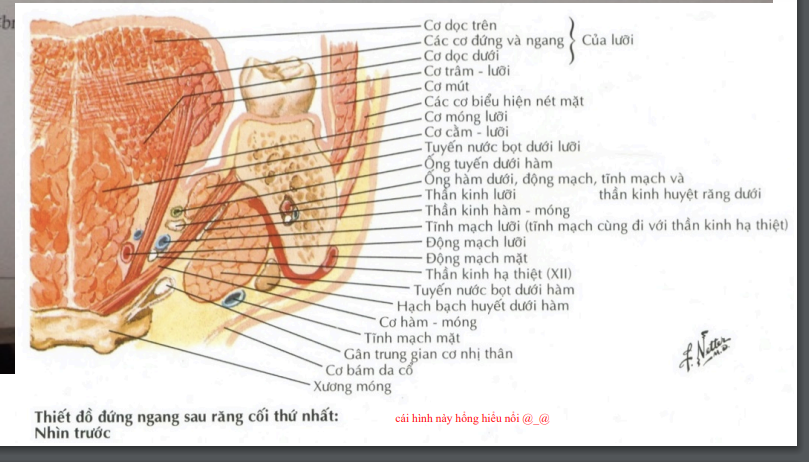 Cơ dọc trên
Các cơ đứng và ngang } Của lưỡi
Cơ dọc dưới
Cơ trâm - lưỡi
Cơ mút
Các cơ biểu hiện nét mặt
Cơ móng lưỡi
Cơ cằm - lưỡi
Tuyến nước bọt dưới lưỡi
Ống tuyến dưới hàm
Ống hàm dưới, động mạch, tĩnh mạch và
Thần kinh lưỡi thần kinh huyệt răng dưới
Thần kinh hàm - móng
Tĩnh mạch lưỡi (tĩnh mạch cùng đi với thần kinh hạ thiệt)
Động mạch lưỡi
Động mạch mặt
Thần kinh hạ thiệt (XII)
Tuyến nước bọt dưới hàm
Hạch bạch huyết dưới hàm
Cơ hàm - móng
Tĩnh mạch mặt
Gân trung gian cơ nhị thân
Cơ bám da cổ
Xương móng
F. Netter
M.D.
Thiết đồ đứng ngang sau răng cối thứ nhất:
Nhìn trước
cái hình này hổng hiểu nổi @_@